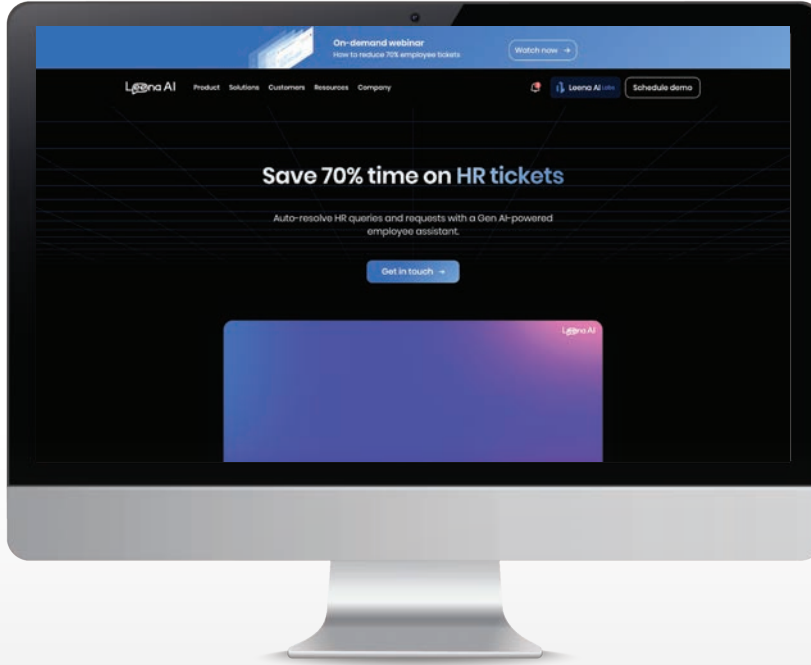 On-demand webinar
How to reduce 70% employee tickets
Watch now →
Leena AI
Product Solutions Customers Resources Company
Leena AI Labs
Schedule demo
Save 70% time on HR tickets
Auto-resolve HR queries and requests with a Gen AI-powered
employee assistant.
Get in touch →
Leena AI